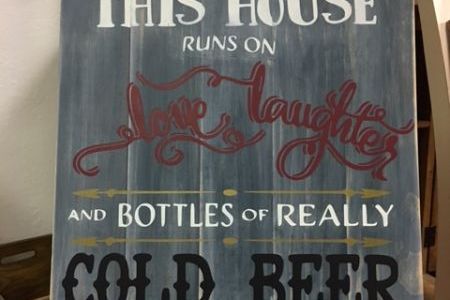 THIS HOUSE
RUNS ON
love laughter
AND BOTTLES OF REALLY
COLD BEER